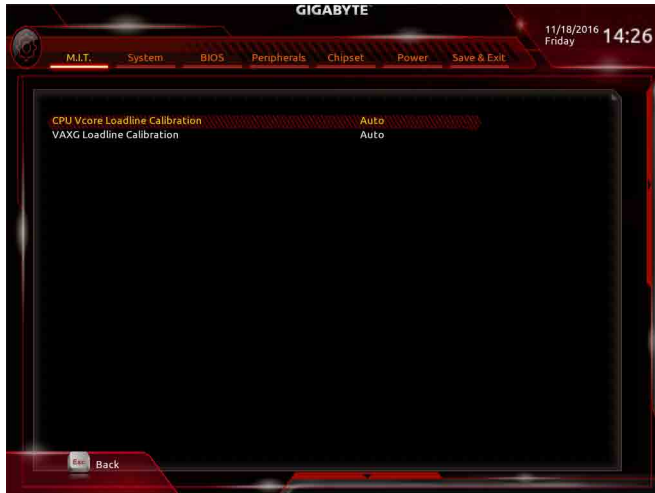 GIGABYTE™
11/18/2016
Friday
14:26
M.I.T. System BIOS Peripherals Chipset Power Save & Exit
CPU Vcore Loadline Calibration Auto
VAXG Loadline Calibration Auto
Esc Back